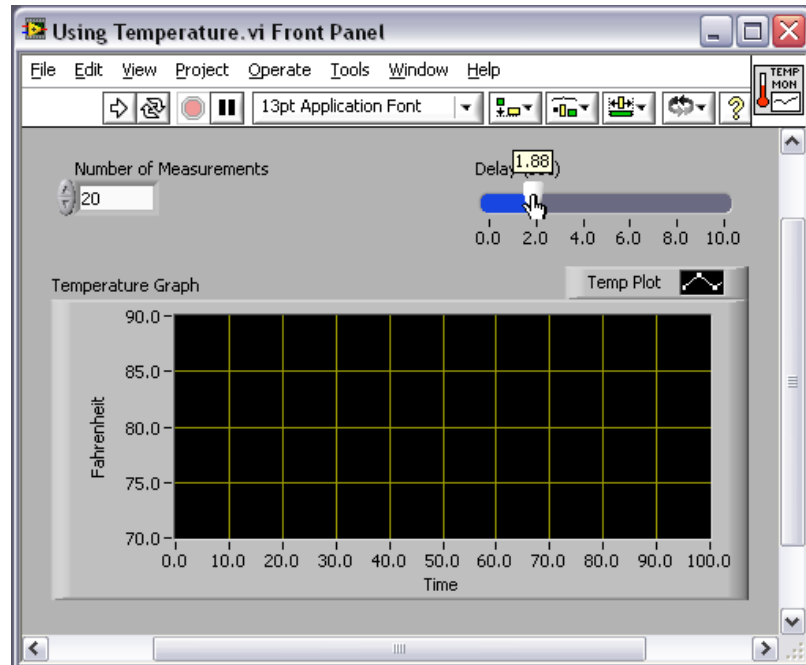 Using Temperature.vi Front Panel
File Edit View Project Operate Tools Window Help
TEMP
MON
13pt Application Font
?
Number of Measurements
20
Delay
1.88
0.0 2.0 4.0 6.0 8.0 10.0
Temperature Graph
Temp Plot
Fahrenheit
90.0
85.0
80.0
75.0
70.0
0.0 10.0 20.0 30.0 40.0 50.0 60.0 70.0 80.0 90.0 100.0
Time